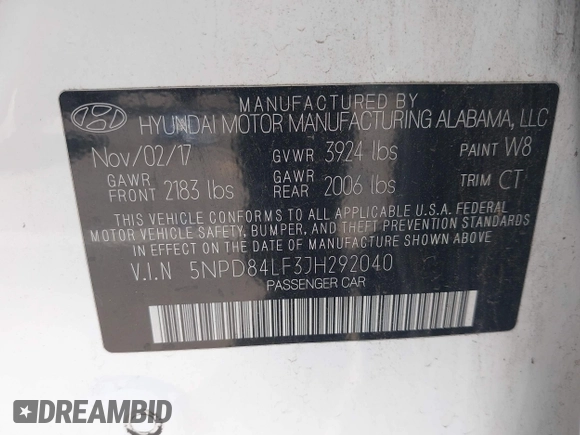 MANUFACTURED BY
HYUNDAI MOTOR MANUFACTURING ALABAMA, LLC
Nov/02/17 GVWR 3924 lbs PAINT W8
GAWR FRONT 2183 lbs GAWR REAR 2006 lbs TRIM CT
THIS VEHICLE CONFORMS TO ALL APPLICABLE U.S.A. FEDERAL
MOTOR VEHICLE SAFETY, BUMPER, AND THEFT PREVENTION STANDARDS
IN EFFECT ON THE DATE OF MANUFACTURE SHOWN ABOVE.
V.I.N 5NPD84LF3JH292040
PASSENGER CAR
DREAMBID